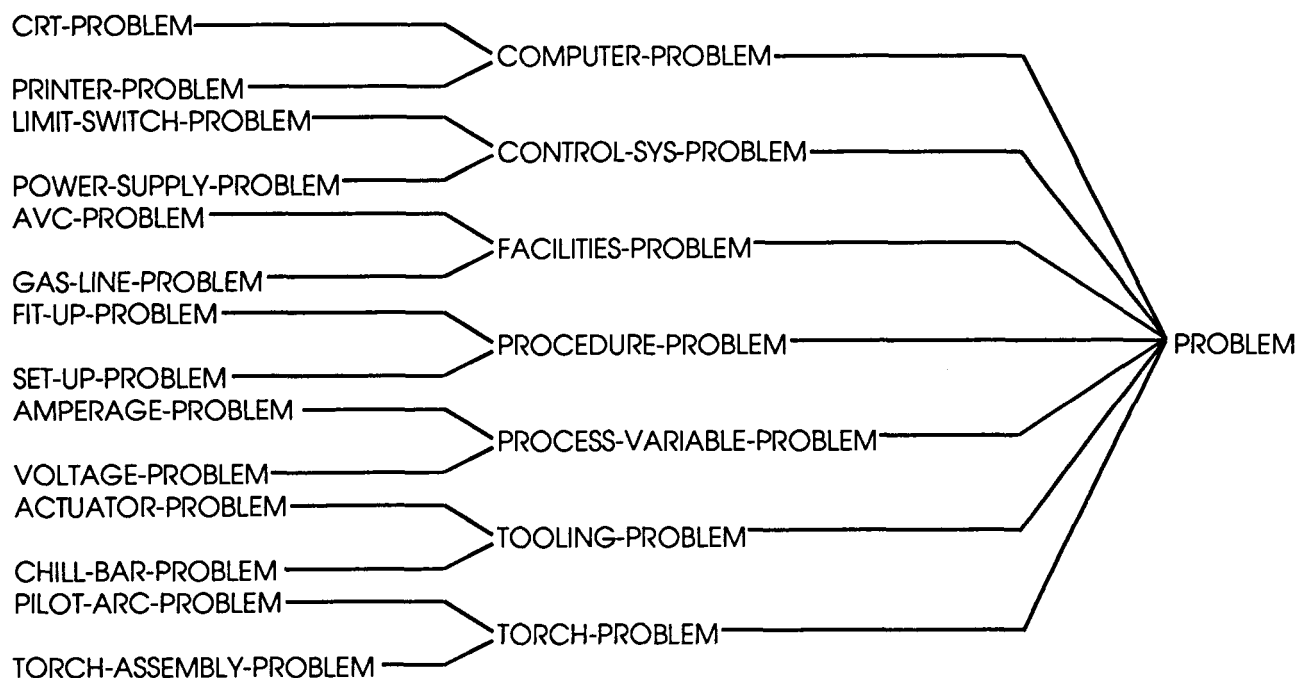 CRT-PROBLEM
COMPUTER-PROBLEM
PRINTER-PROBLEM
LIMIT-SWITCH-PROBLEM
CONTROL-SYS-PROBLEM
POWER-SUPPLY-PROBLEM
AVC-PROBLEM
FACILITIES-PROBLEM
GAS-LINE-PROBLEM
FIT-UP-PROBLEM
PROCEDURE-PROBLEM
PROBLEM
SET-UP-PROBLEM
AMPERAGE-PROBLEM
PROCESS-VARIABLE-PROBLEM
VOLTAGE-PROBLEM
ACTUATOR-PROBLEM
TOOLING-PROBLEM
CHILL-BAR-PROBLEM
PILOT-ARC-PROBLEM
TORCH-PROBLEM
TORCH-ASSEMBLY-PROBLEM